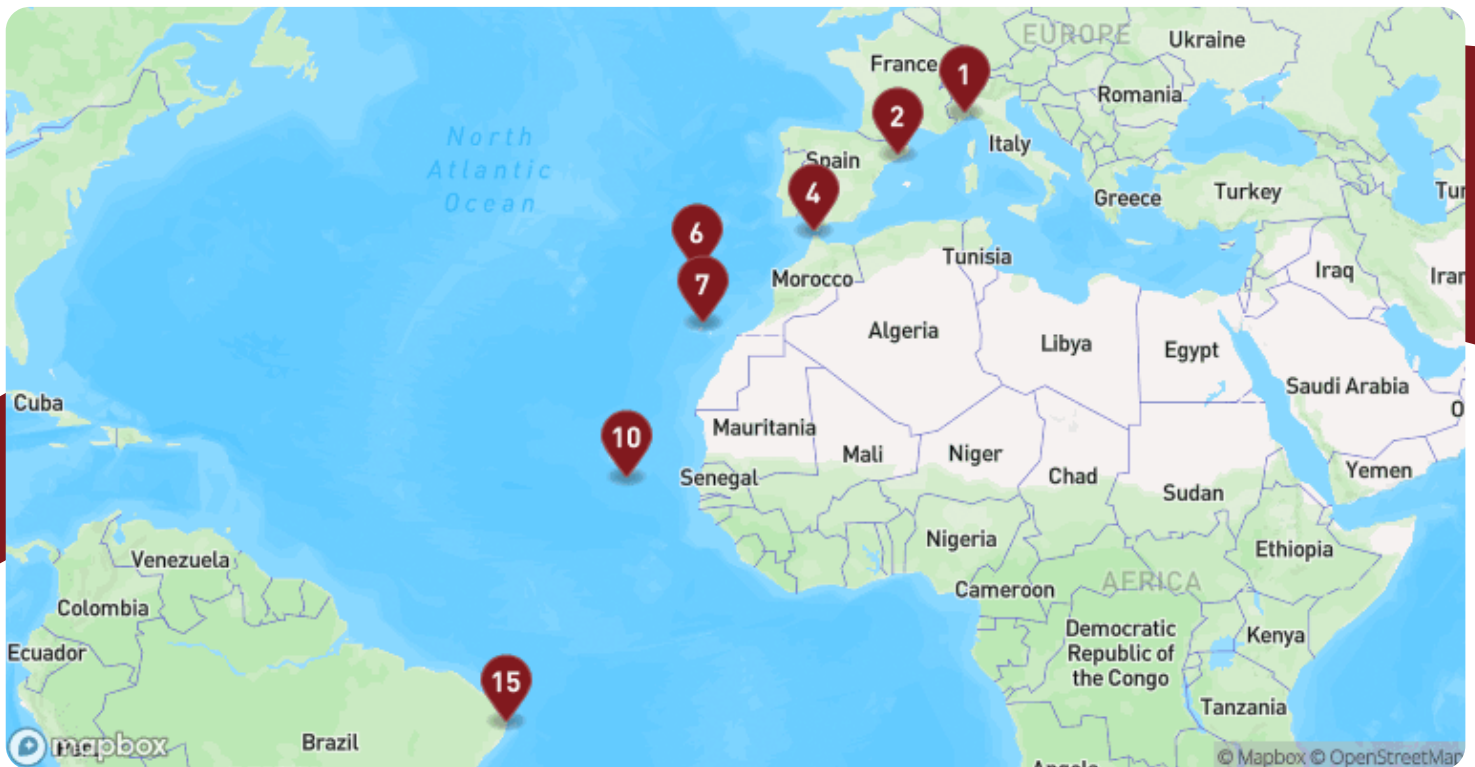 EUROPE
Ukraine
France
1
Romania
2
North
Atlantic
Ocean
Italy
Spain
4
Greece
Turkey
Tur
6
Tunisia
7
Morocco
Iraq
Iran
Algeria
Libya
Egypt
Saudi Arabia
Cuba
O
10
Mauritania
Mali
Niger
Chad
Senegal
Yemen
Sudan
Nigeria
Ethiopia
Venezuela
AFRICA
Cameroon
Colombia
Democratic
Republic of
the Congo
Kenya
Ecuador
15
Tanzania
Brazil
mapbox
© Mapbox © OpenStreetMap